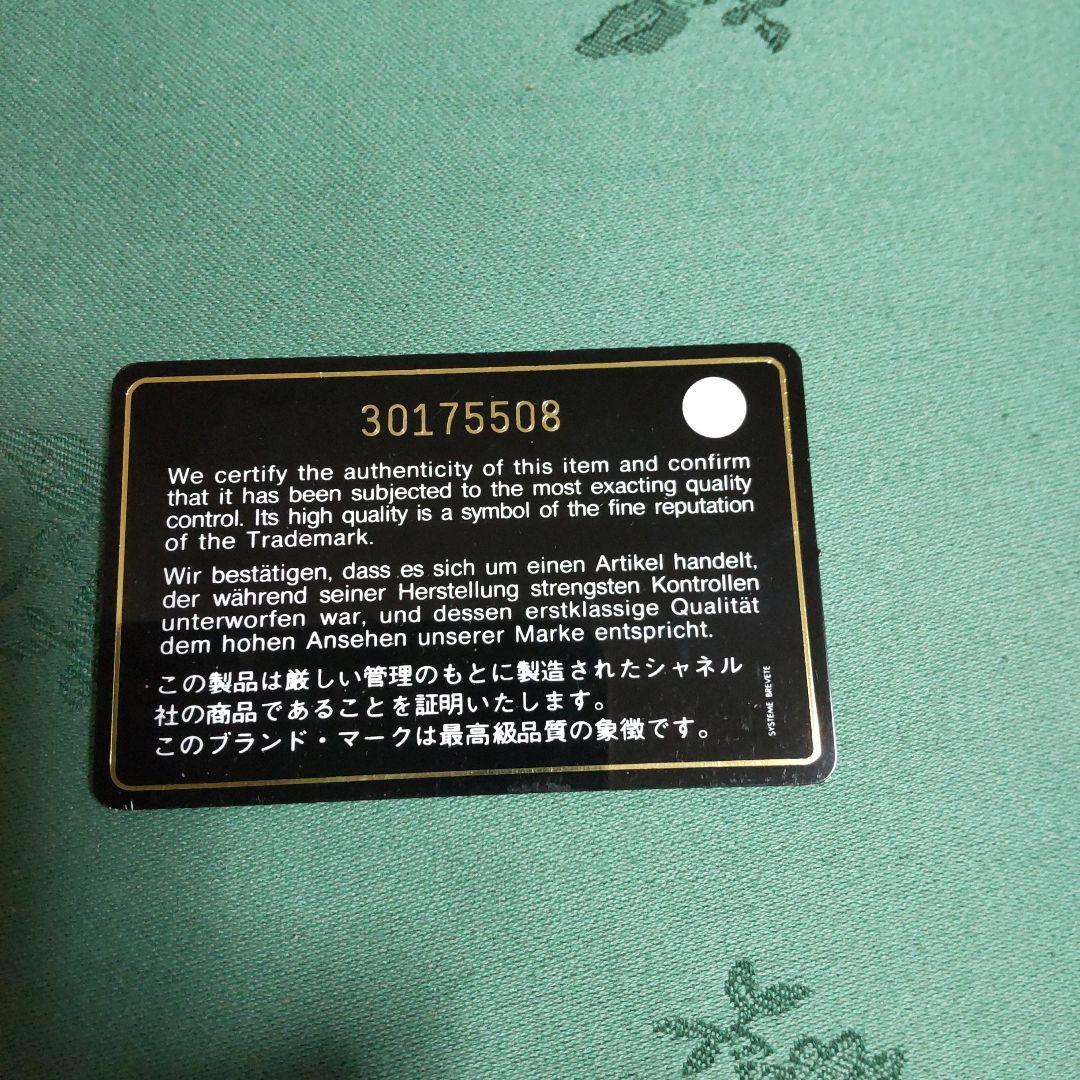 30175508
We certify the authenticity of this item and confirm
that it has been subjected to the most exacting quality
control. Its high quality is a symbol of the fine reputation
of the Trademark.
Wir bestätigen, dass es sich um einen Artikel handelt,
der während seiner Herstellung strengsten Kontrollen
unterworfen war, und dessen erstklassige Qualität
dem hohen Ansehen unserer Marke entspricht.
この製品は厳しい管理のもとに製造されたシャネル
社の商品であることを証明いたします。
このブランド・マークは最高級品質の象徴です。
SYSTEME BREVETE